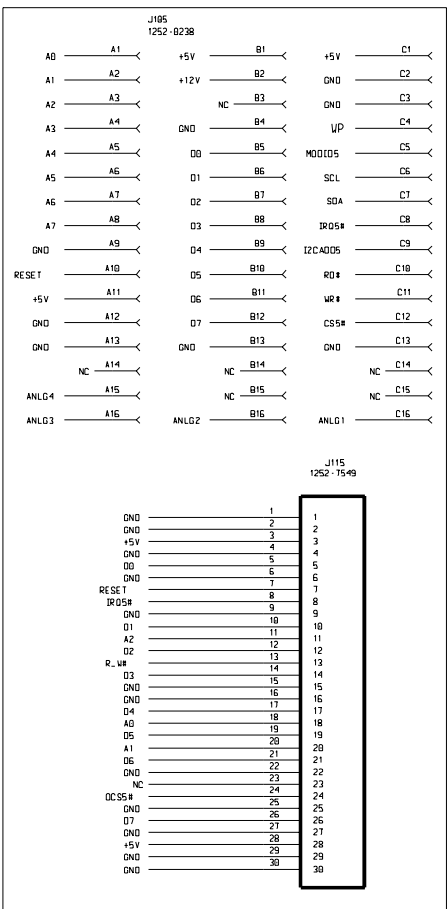 J105
1252-0238
A0 A1 +5V B1 +5V C1
A1 A2 +12V B2 GND C2
A2 A3 NC B3 GND C3
A3 A4 GND B4 WP C4
A4 A5 D0 B5 MODID5 C5
A5 A6 D1 B6 SCL C6
A6 A7 D2 B7 SDA C7
A7 A8 D3 B8 IRQ5# C8
GND A9 D4 B9 I2CADD5 C9
RESET A10 D5 B10 RD# C10
+5V A11 D6 B11 WR# C11
GND A12 D7 B12 CS5# C12
GND A13 GND B13 GND C13
NC A14 NC B14 NC C14
ANLG4 A15 NC B15 NC C15
ANLG3 A16 ANLG2 B16 ANLG1 C16
J115
1252-7549
GND 1 1
GND 2 2
+5V 3 3
GND 4 4
D0 5 5
GND 6 6
RESET 7 7
IRQ5# 8 8
GND 9 9
D1 10 10
A2 11 11
D2 12 12
R_W# 13 13
D3 14 14
GND 15 15
GND 16 16
D4 17 17
A0 18 18
D5 19 19
A1 20 20
D6 21 21
GND 22 22
NC 23 23
DCS5# 24 24
GND 25 25
D7 26 26
GND 27 27
+5V 28 28
GND 29 29
GND 30 30